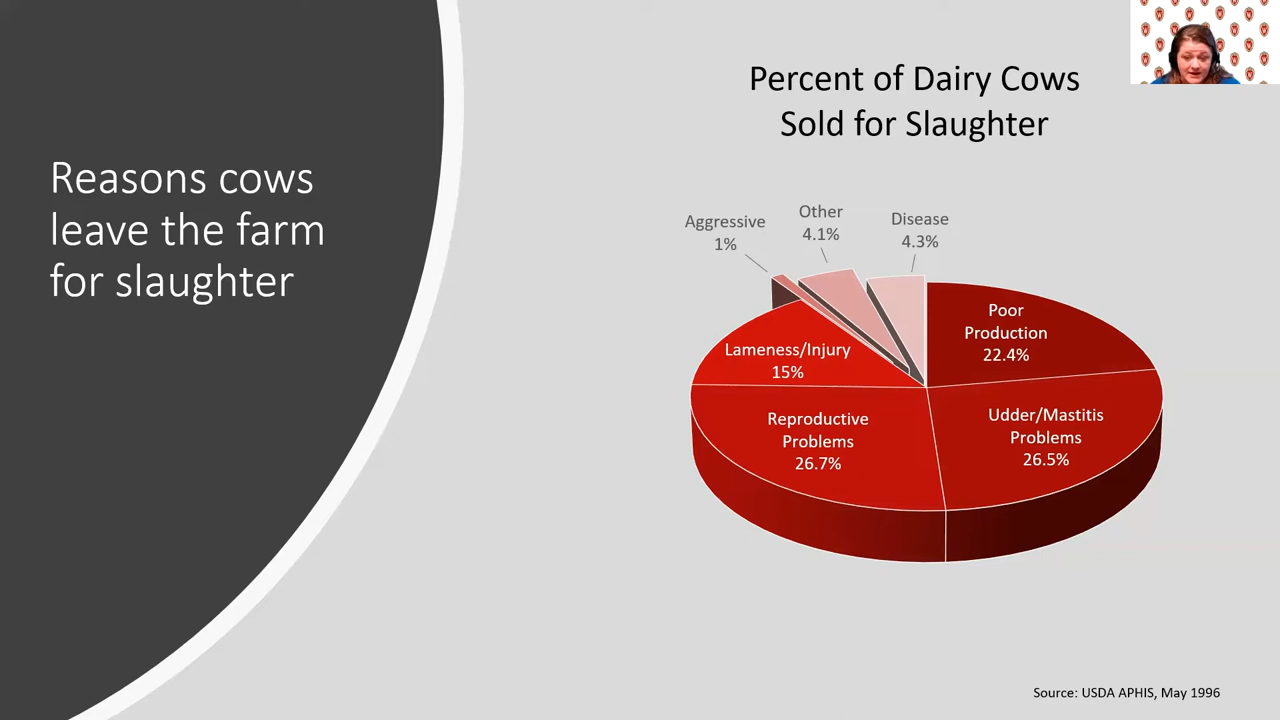 Reasons cows
leave the farm
for slaughter
Percent of Dairy Cows
Sold for Slaughter
Aggressive
1%
Other
4.1%
Disease
4.3%
Poor
Production
22.4%
Lameness/Injury
15%
Reproductive
Problems
26.7%
Udder/Mastitis
Problems
26.5%
Source: USDA APHIS, May 1996